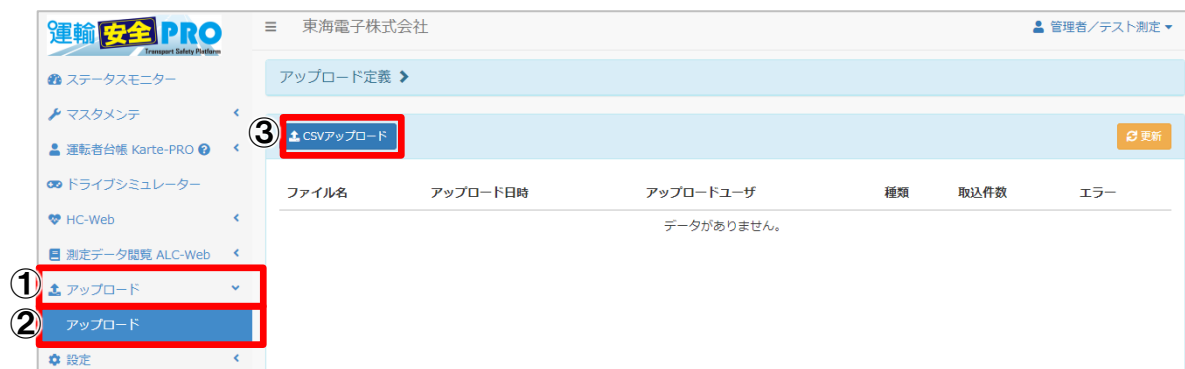 運輸安全PRO
Transport Safety Platform
東海電子株式会社
管理者/テスト測定
ステータスモニター
マスタメンテ
運転者台帳 Karte-PRO
ドライブシミュレーター
HC-Web
測定データ閲覧 ALC-Web
① アップロード
② アップロード
設定
アップロード定義
③ CSVアップロード
更新
ファイル名 アップロード日時 アップロードユーザ 種類 取込件数 エラー
データがありません。